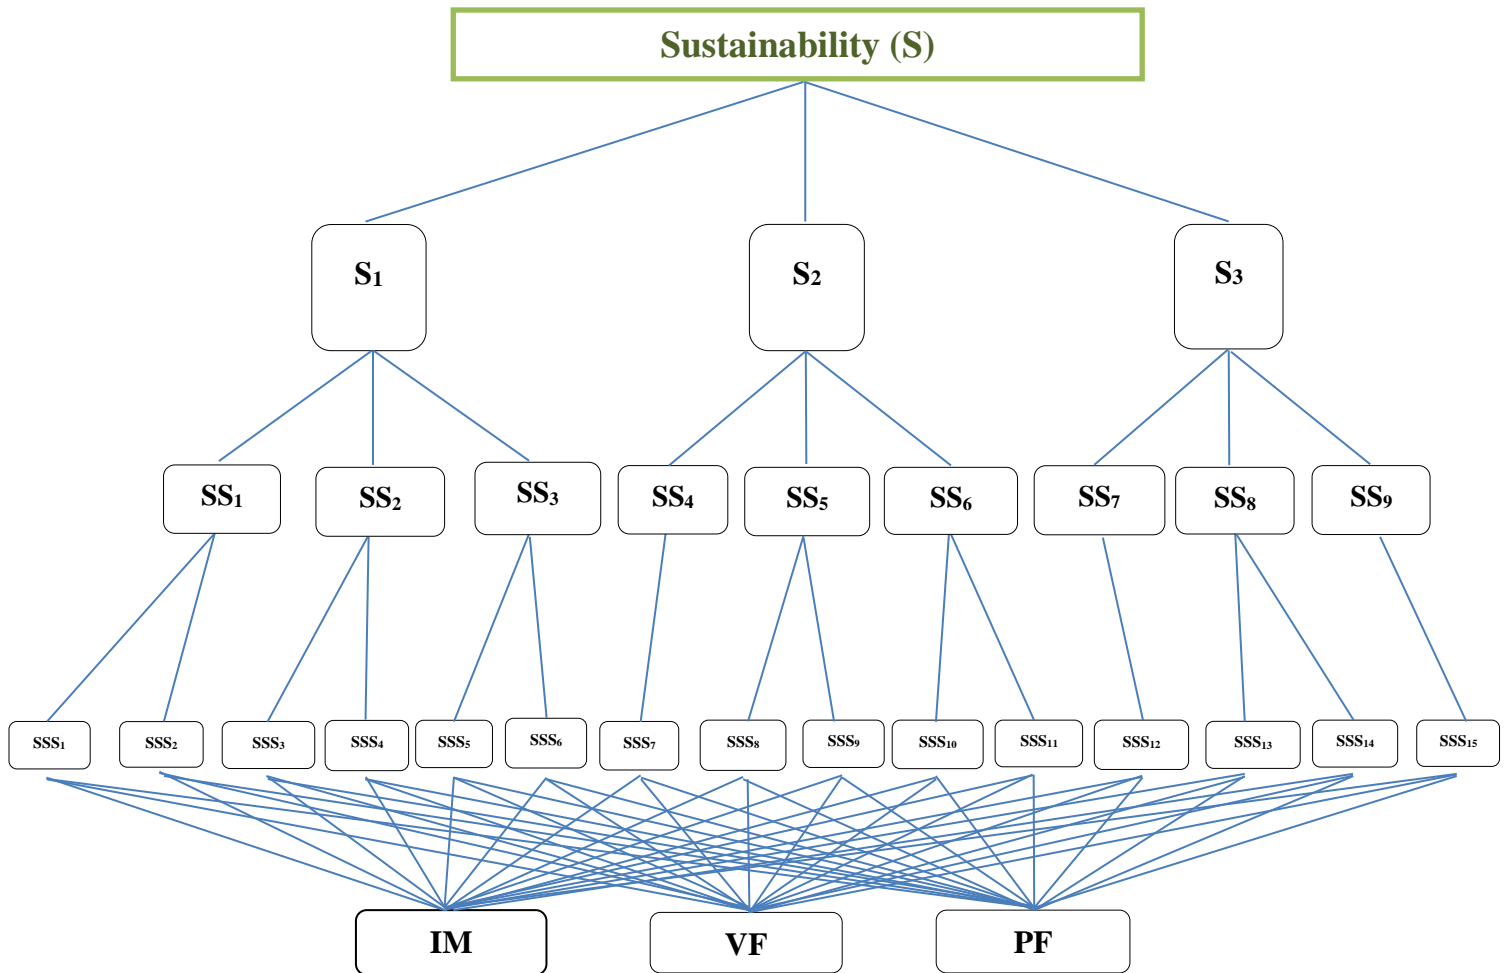 Sustainability (S)
S₁ S₂ S₃
SS₁ SS₂ SS₃ SS₄ SS₅ SS₆ SS₇ SS₈ SS₉
SSS₁ SSS₂ SSS₃ SSS₄ SSS₅ SSS₆ SSS₇ SSS₈ SSS₉ SSS₁₀ SSS₁₁ SSS₁₂ SSS₁₃ SSS₁₄ SSS₁₅
IM VF PF